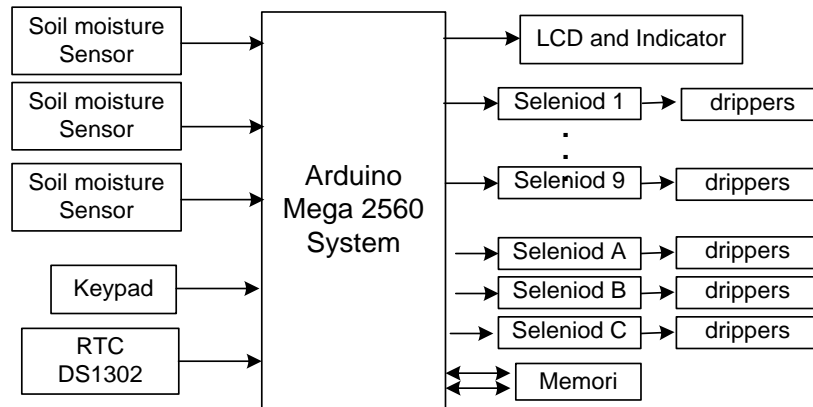 Soil moisture
Sensor
Soil moisture
Sensor
Soil moisture
Sensor
Keypad
RTC
DS1302
Arduino
Mega 2560
System
LCD and Indicator
Seleniod 1
drippers
Seleniod 9
drippers
Seleniod A
drippers
Seleniod B
drippers
Seleniod C
drippers
Memori